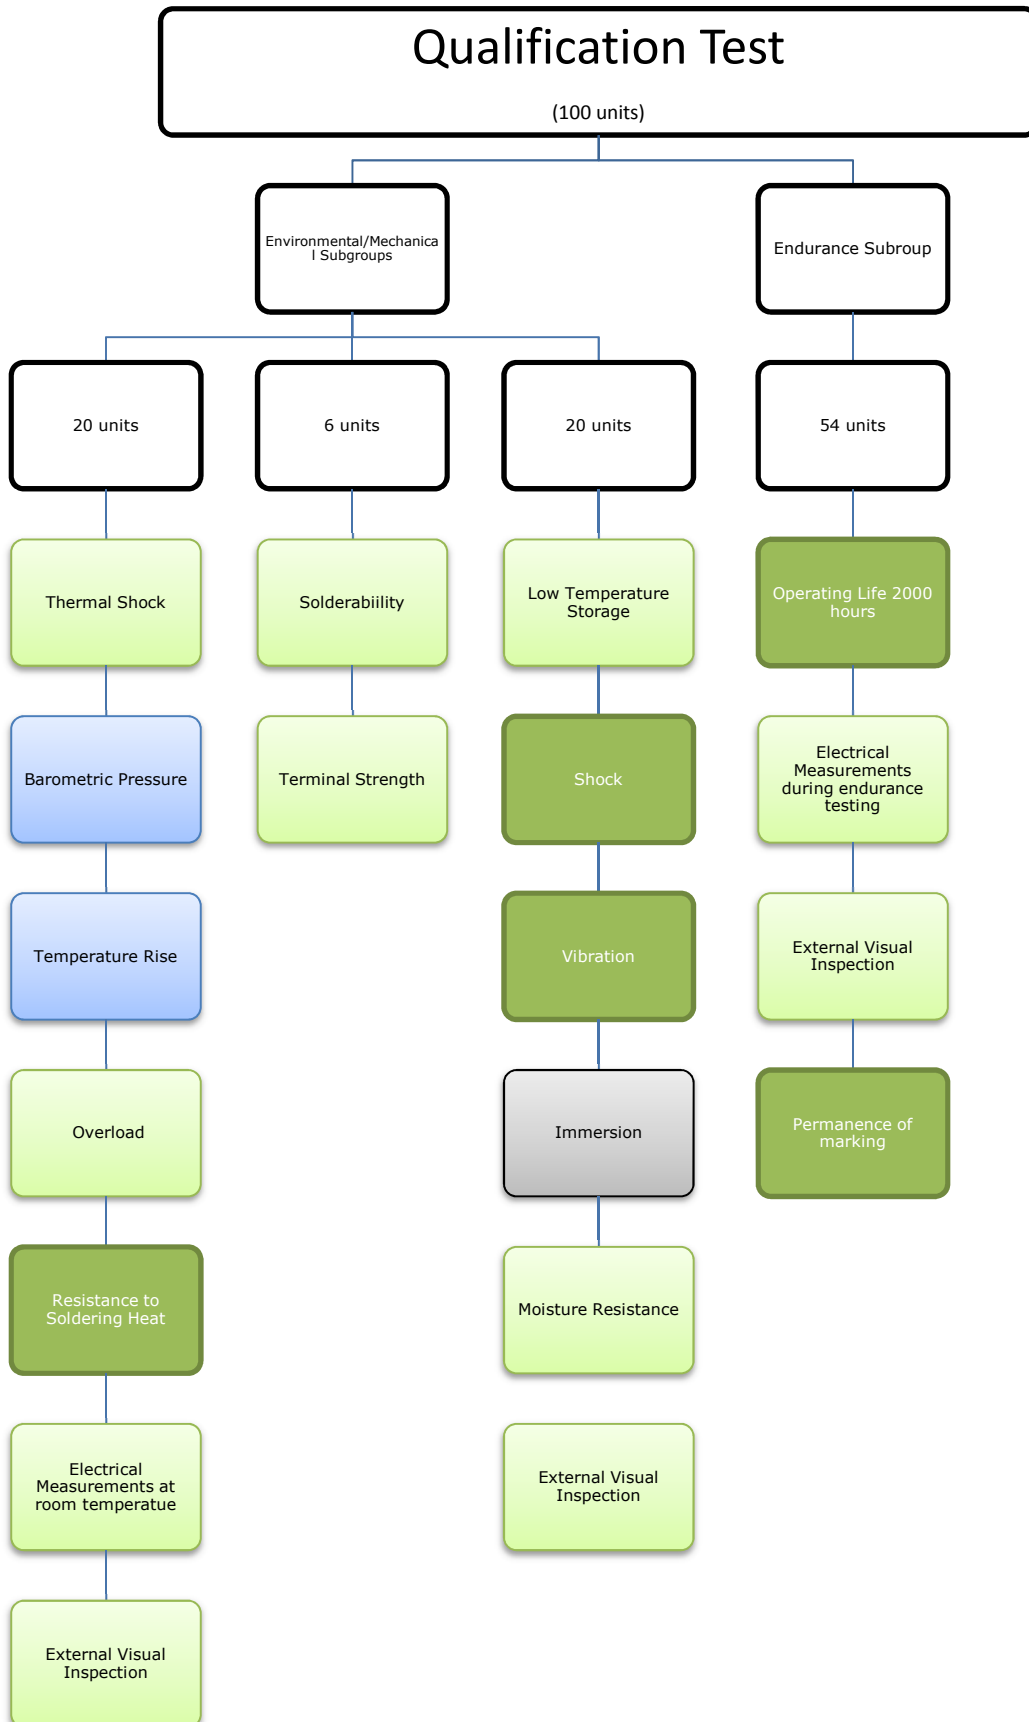 Qualification Test
(100 units)
Environmental/Mechanica
l Subgroups
Endurance Subroup
20 units
6 units
20 units
54 units
Thermal Shock
Solderabiility
Low Temperature
Storage
Operating Life 2000
hours
Barometric Pressure
Terminal Strength
Shock
Electrical
Measurements
during endurance
testing
Temperature Rise
Vibration
External Visual
Inspection
Overload
Immersion
Permanence of
marking
Resistance to
Soldering Heat
Moisture Resistance
Electrical
Measurements at
room temperatue
External Visual
Inspection
External Visual
Inspection